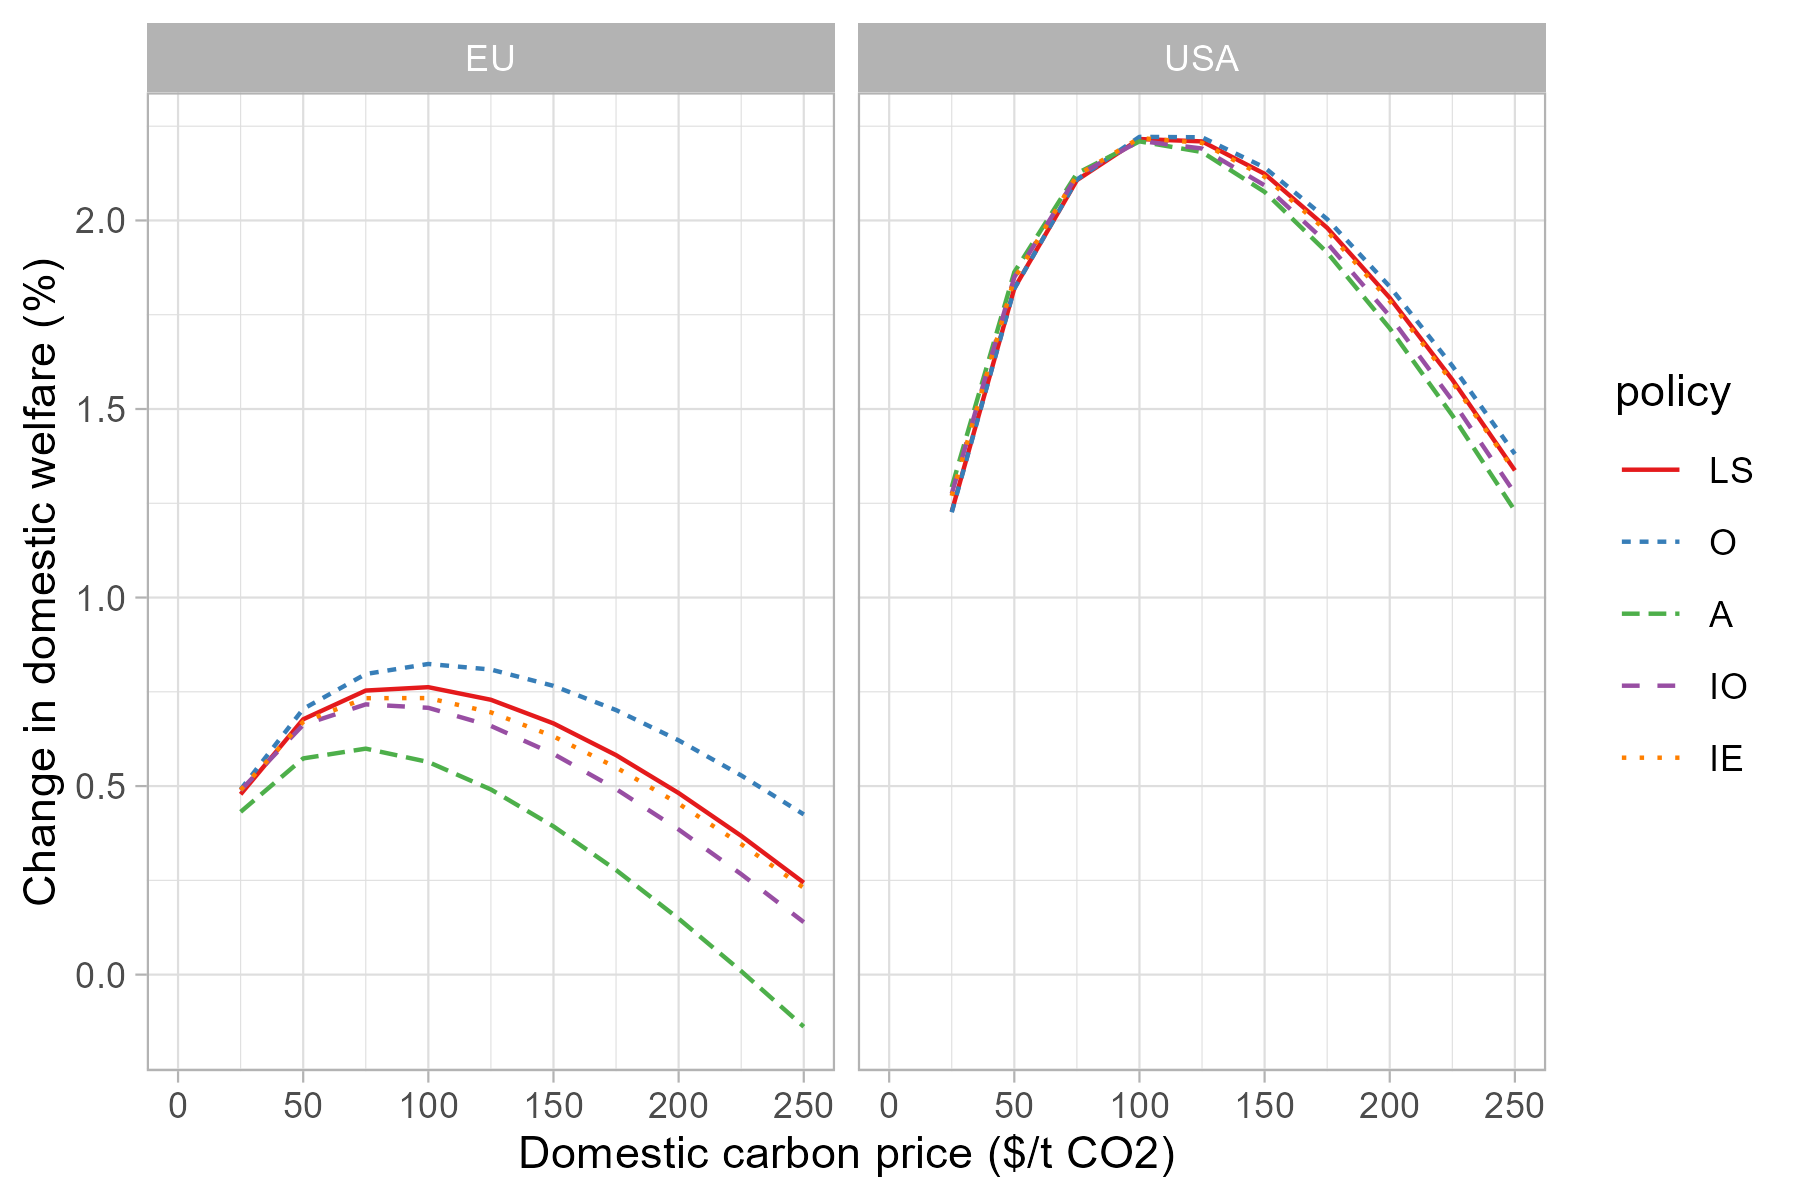 EU
USA
Change in domestic welfare (%)
2.0
1.5
1.0
0.5
0.0
0 50 100 150 200 250
0 50 100 150 200 250
Domestic carbon price ($/t CO2)
policy
LS
O
A
IO
IE